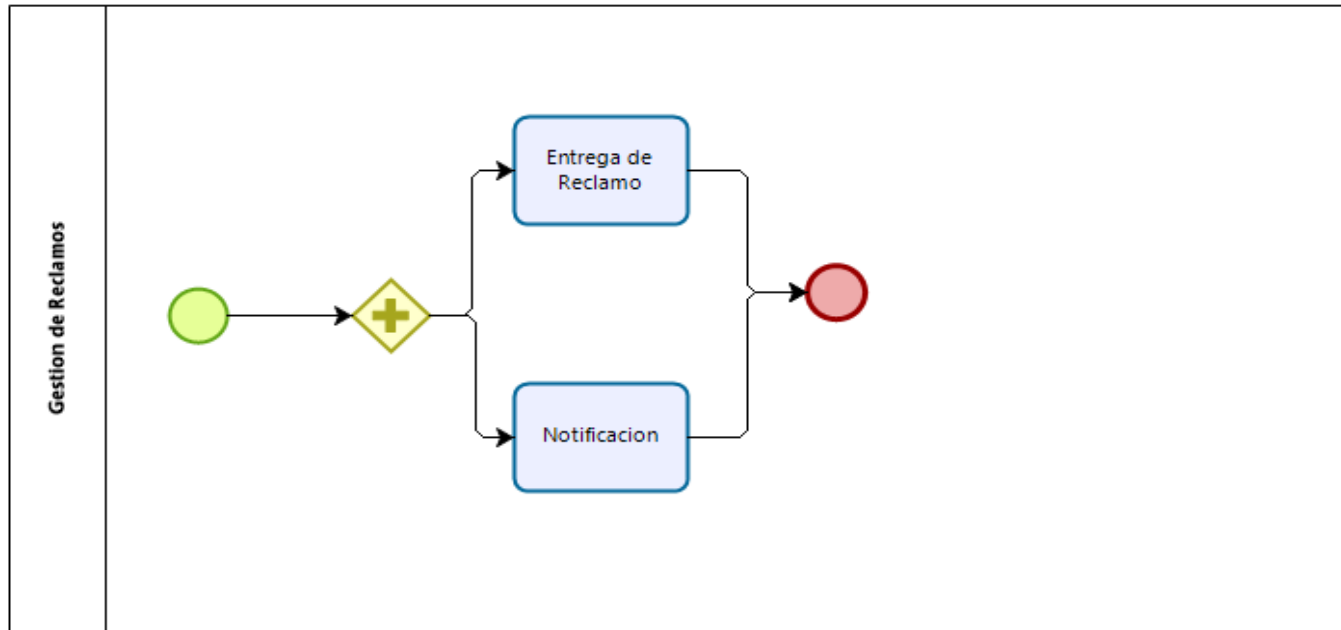 Gestion de Reclamos
Entrega de
Reclamo
Notificacion